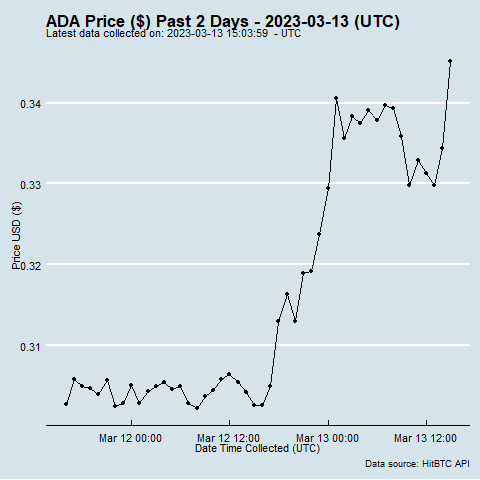 ADA Price ($) Past 2 Days - 2023-03-13 (UTC)
Latest data collected on: 2023-03-13 15:03:59 - UTC
0.34
0.33
0.32
0.31
Price USD ($)
Mar 12 00:00 Mar 12 12:00 Mar 13 00:00 Mar 13 12:00
Date Time Collected (UTC)
Data source: HitBTC API